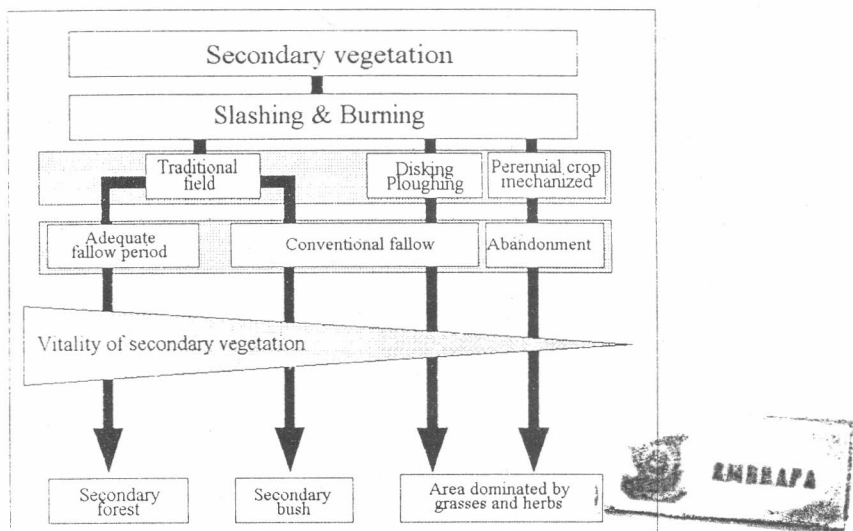 Secondary vegetation
Slashing & Burning
Traditional
field
Disking
Ploughing
Perennial crop
mechanized
Adequate
fallow period
Conventional fallow
Abandonment
Vitality of secondary vegetation
Secondary
forest
Secondary
bush
Area dominated by
grasses and herbs
EMBRAPA